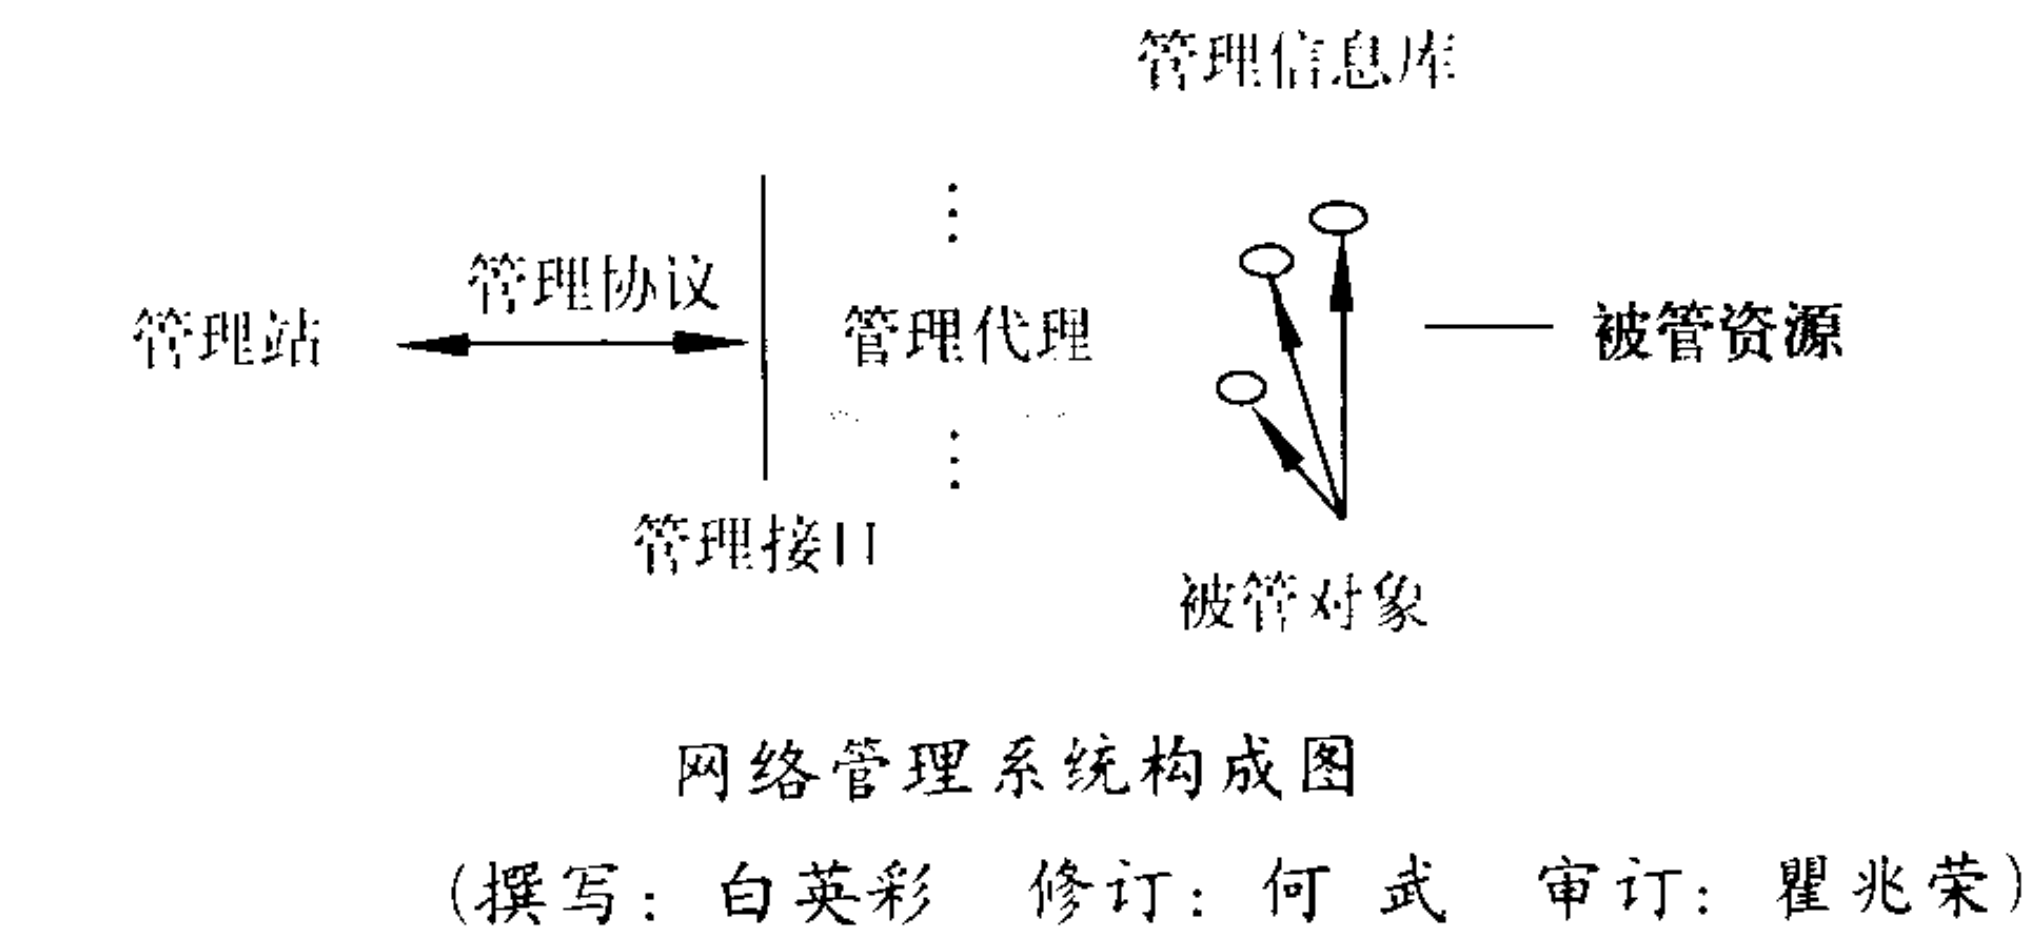 管理信息库
管理协议
管理站
管理代理
被管资源
管理接口
被管对象
网络管理系统构成图
(撰写: 白英彩 修订: 何 武 审订: 瞿兆荣)